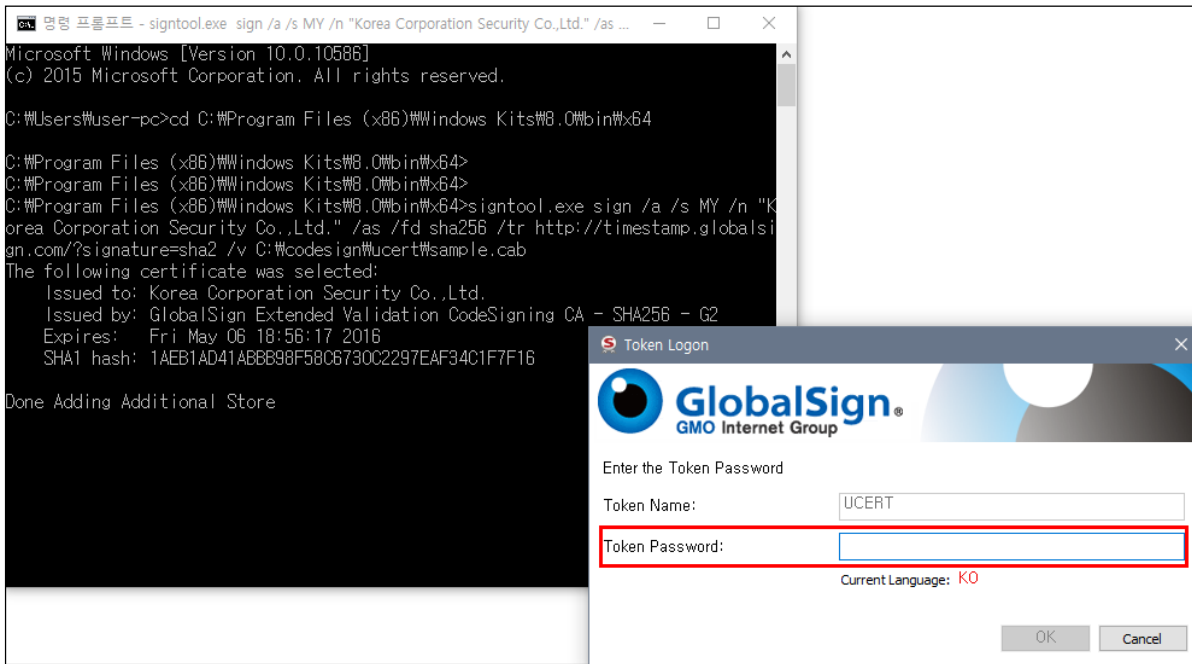 명령 프롬프트 - signtool.exe sign /a /s MY /n "Korea Corporation Security Co.,Ltd." /as ...
Microsoft Windows [Version 10.0.10586]
(c) 2015 Microsoft Corporation. All rights reserved.
C:₩Users₩user-pc>cd C:₩Program Files (x86)₩Windows Kits₩8.0₩bin₩x64
C:₩Program Files (x86)₩Windows Kits₩8.0₩bin₩x64>
C:₩Program Files (x86)₩Windows Kits₩8.0₩bin₩x64>
C:₩Program Files (x86)₩Windows Kits₩8.0₩bin₩x64>signtool.exe sign /a /s MY /n "K
orea Corporation Security Co.,Ltd." /as /fd sha256 /tr http://timestamp.globalsi
gn.com/?signature=sha2 /v C:₩codesign₩ucert₩sample.cab
The following certificate was selected:
Issued to: Korea Corporation Security Co.,Ltd.
Issued by: GlobalSign Extended Validation CodeSigning CA - SHA256 - G2
Expires: Fri May 06 18:56:17 2016
SHA1 hash: 1AEB1AD41ABBB98F58C6730C2297EAF34C1F7F16
Done Adding Additional Store
Token Logon
GlobalSign®
GMO Internet Group
Enter the Token Password
Token Name: UCERT
Token Password:
Current Language: KO
OK Cancel